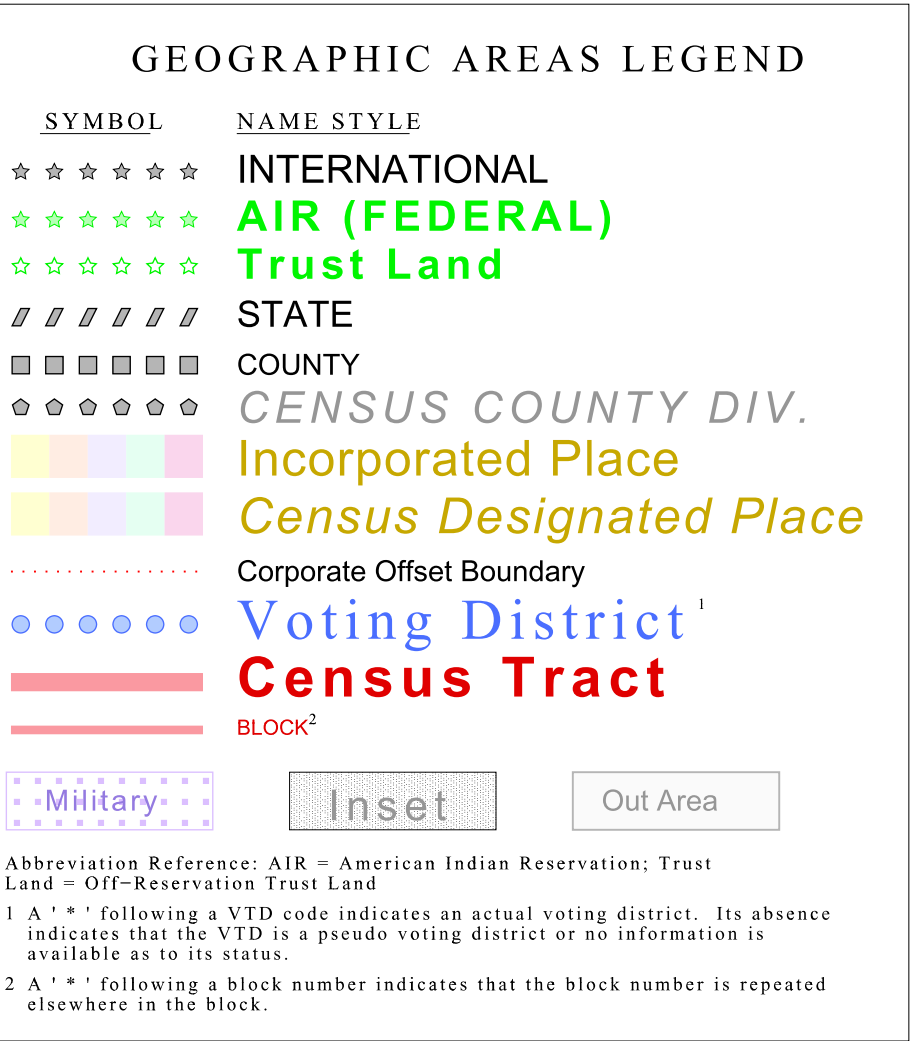 GEOGRAPHIC AREAS LEGEND
SYMBOL NAME STYLE
INTERNATIONAL
AIR (FEDERAL)
Trust Land
STATE
COUNTY
CENSUS COUNTY DIV.
Incorporated Place
Census Designated Place
Corporate Offset Boundary
Voting District 1
Census Tract
BLOCK2
Military Inset Out Area
Abbreviation Reference: AIR = American Indian Reservation; Trust
Land = Off−Reservation Trust Land
1 A ' * ' following a VTD code indicates an actual voting district. Its absence
indicates that the VTD is a pseudo voting district or no information is
available as to its status.
2 A ' * ' following a block number indicates that the block number is repeated
elsewhere in the block.